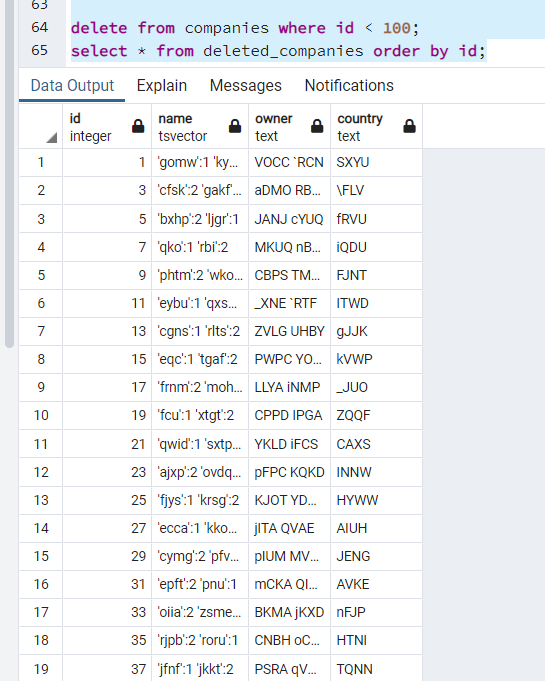 63
64 delete from companies where id < 100;
65 select * from deleted_companies order by id;
Data Output Explain Messages Notifications
id integer name tsvector owner text country text
1 1 'gomw':1 'ky... VOCC `RCN SXYU
2 3 'cfsk':2 'gakf'... aDMO RB... \FLV
3 5 'bxhp':2 'ljgr':1 JANJ cYUQ fRVU
4 7 'qko':1 'rbi':2 MKUQ nB... iQDU
5 9 'phtm':2 'wko... CBPS TM... FJNT
6 11 'eybu':1 'qxs... _XNE `RTF ITWD
7 13 'cgns':1 'rlts':2 ZVLG UHBY gJJK
8 15 'eqc':1 'tgaf':2 PWPC YO... kVWP
9 17 'frnm':2 'moh... LLYA iNMP _JUO
10 19 'fcu':1 'xtgt':2 CPPD IPGA ZQQF
11 21 'qwid':1 'sxtp... YKLD iFCS CAXS
12 23 'ajxp':2 'ovdq... pFPC KQKD INNW
13 25 'fjys':1 'krsg':2 KJOT YD... HYWW
14 27 'ecca':1 'kko... jITA QVAE AIUH
15 29 'cymg':2 'pfv... pIUM MV... JENG
16 31 'epft':2 'pnu':1 mCKA QI... AVKE
17 33 'oiia':2 'zsme... BKMA jKXD nFJP
18 35 'rjpb':2 'roru':1 CNBH oC... HTNI
19 37 'jfnf':1 'jkkt':2 PSRA qV... TQNN